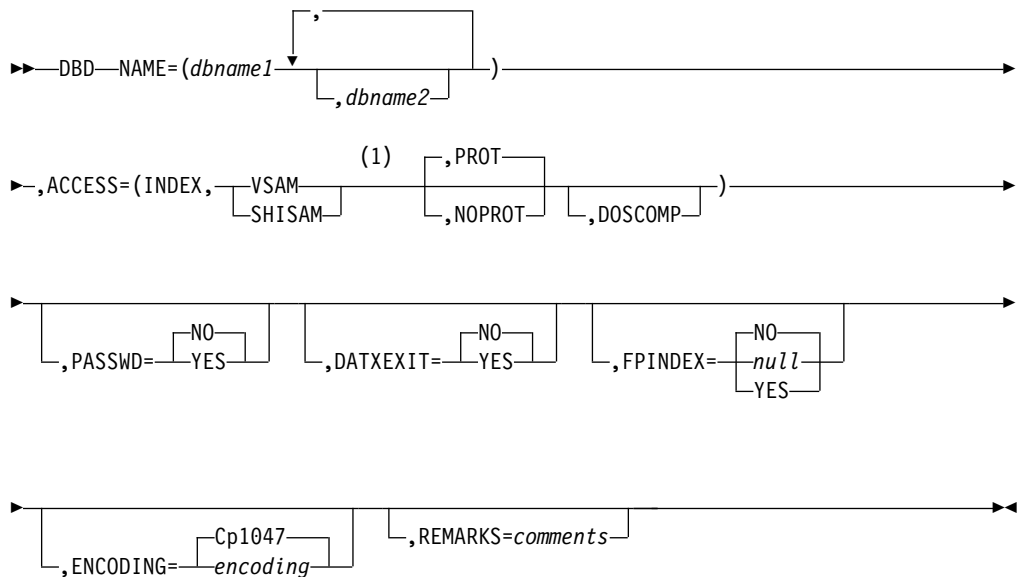 ,
DBD NAME=(dbname1 )
,dbname2
(1) ,PROT
,ACCESS=(INDEX, VSAM )
SHISAM ,NOPROT ,DOSCOMP
NO NO NO
,PASSWD= YES ,DATXEXIT= YES ,FPINDEX= null
YES
Cp1047 ,REMARKS=comments
,ENCODING= encoding